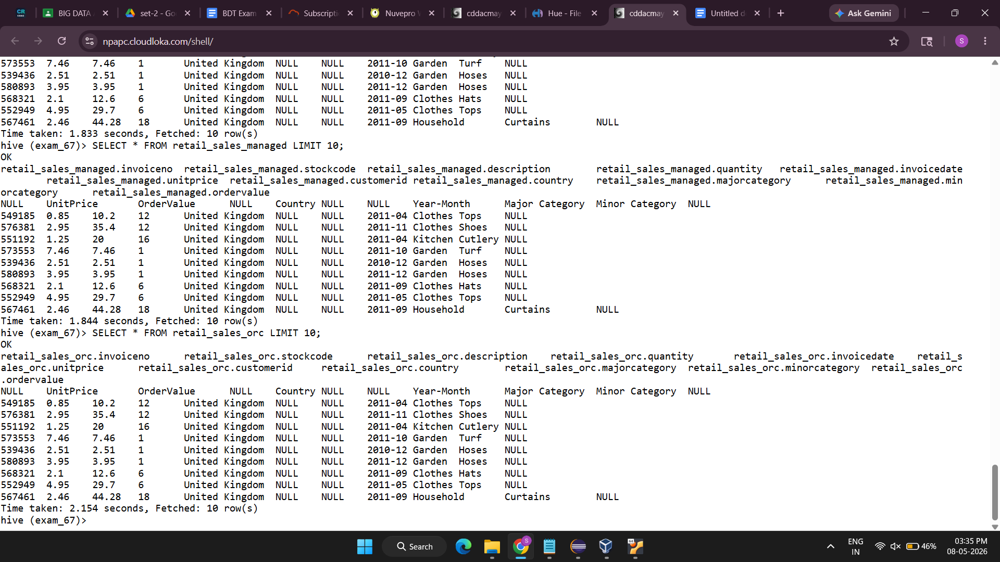 CR
CDAC
BIG DATA
set-2 - Go
BDT Exam
Subscripti
Nuvepro
cddacmay
Hue - File
cddacmay
Untitled d
Ask Gemini
npapc.cloudloka.com/shell/
S
573553 7.46 7.46 1 United Kingdom NULL NULL 2011-10 Garden Turf NULL
539436 2.51 2.51 1 United Kingdom NULL NULL 2010-12 Garden Hoses NULL
580893 3.95 3.95 1 United Kingdom NULL NULL 2011-12 Garden Hoses NULL
568321 2.1 12.6 6 United Kingdom NULL NULL 2011-09 Clothes Hats NULL
552949 4.95 29.7 6 United Kingdom NULL NULL 2011-05 Clothes Tops NULL
567461 2.46 44.28 18 United Kingdom NULL NULL 2011-09 Household Curtains NULL
Time taken: 1.833 seconds, Fetched: 10 row(s)
hive (exam_67)> SELECT * FROM retail_sales_managed LIMIT 10;
OK
retail_sales_managed.invoiceno retail_sales_managed.stockcode retail_sales_managed.description retail_sales_managed.quantity retail_sales_managed.invoicedate
retail_sales_managed.unitprice retail_sales_managed.customerid retail_sales_managed.country retail_sales_managed.majorcategory retail_sales_managed.min
orcategory retail_sales_managed.ordervalue
NULL UnitPrice OrderValue NULL Country NULL NULL Year-Month Major Category Minor Category NULL
549185 0.85 10.2 12 United Kingdom NULL NULL 2011-04 Clothes Tops NULL
576381 2.95 35.4 12 United Kingdom NULL NULL 2011-11 Clothes Shoes NULL
551192 1.25 20 16 United Kingdom NULL NULL 2011-04 Kitchen Cutlery NULL
573553 7.46 7.46 1 United Kingdom NULL NULL 2011-10 Garden Turf NULL
539436 2.51 2.51 1 United Kingdom NULL NULL 2010-12 Garden Hoses NULL
580893 3.95 3.95 1 United Kingdom NULL NULL 2011-12 Garden Hoses NULL
568321 2.1 12.6 6 United Kingdom NULL NULL 2011-09 Clothes Hats NULL
552949 4.95 29.7 6 United Kingdom NULL NULL 2011-05 Clothes Tops NULL
567461 2.46 44.28 18 United Kingdom NULL NULL 2011-09 Household Curtains NULL
Time taken: 1.844 seconds, Fetched: 10 row(s)
hive (exam_67)> SELECT * FROM retail_sales_orc LIMIT 10;
OK
retail_sales_orc.invoiceno retail_sales_orc.stockcode retail_sales_orc.description retail_sales_orc.quantity retail_sales_orc.invoicedate retail_s
ales_orc.unitprice retail_sales_orc.customerid retail_sales_orc.country retail_sales_orc.majorcategory retail_sales_orc.minorcategory retail_sales_orc
.ordervalue
NULL UnitPrice OrderValue NULL Country NULL NULL Year-Month Major Category Minor Category NULL
549185 0.85 10.2 12 United Kingdom NULL NULL 2011-04 Clothes Tops NULL
576381 2.95 35.4 12 United Kingdom NULL NULL 2011-11 Clothes Shoes NULL
551192 1.25 20 16 United Kingdom NULL NULL 2011-04 Kitchen Cutlery NULL
573553 7.46 7.46 1 United Kingdom NULL NULL 2011-10 Garden Turf NULL
539436 2.51 2.51 1 United Kingdom NULL NULL 2010-12 Garden Hoses NULL
580893 3.95 3.95 1 United Kingdom NULL NULL 2011-12 Garden Hoses NULL
568321 2.1 12.6 6 United Kingdom NULL NULL 2011-09 Clothes Hats NULL
552949 4.95 29.7 6 United Kingdom NULL NULL 2011-05 Clothes Tops NULL
567461 2.46 44.28 18 United Kingdom NULL NULL 2011-09 Household Curtains NULL
Time taken: 2.154 seconds, Fetched: 10 row(s)
hive (exam_67)>
Search
S
64
ENG
IN
46%
03:35 PM
08-05-2026